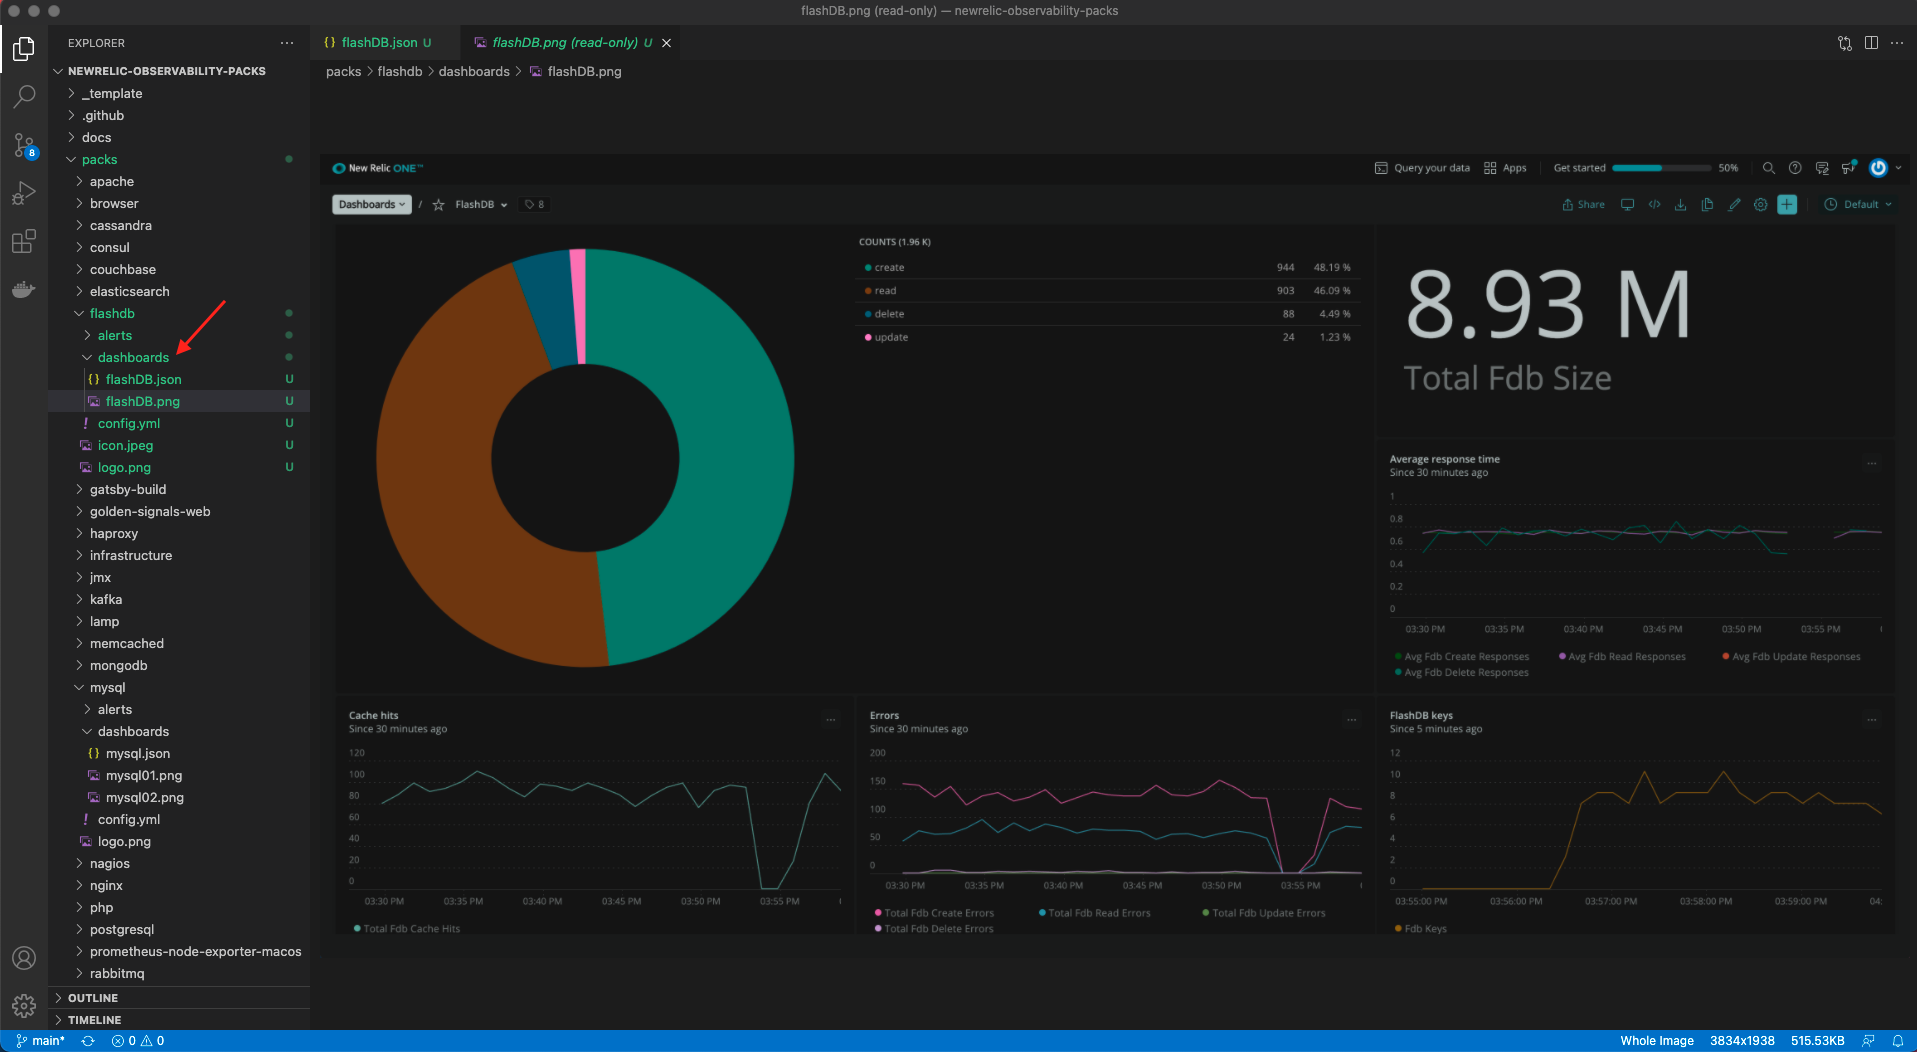 flashDB.png (read-only) — newrelic-observability-packs
EXPLORER
flashDB.json U
flashDB.png (read-only) U
packs > flashdb > dashboards > flashDB.png
NEWRELIC-OBSERVABILITY-PACKS
_template
.github
docs
packs
apache
browser
cassandra
consul
couchbase
elasticsearch
flashdb
alerts
dashboards
flashDB.json U
flashDB.png U
config.yml U
icon.jpeg U
logo.png U
gatsby-build
golden-signals-web
haproxy
infrastructure
jmx
kafka
lamp
memcached
mongodb
mysql
alerts
dashboards
mysql.json
mysql01.png
mysql02.png
config.yml
logo.png
nagios
nginx
php
postgresql
prometheus-node-exporter-macos
rabbitmq
OUTLINE
TIMELINE
8
New Relic ONE™
Query your data Apps Get started 50%
Dashboards / FlashDB 8
Share Default
COUNTS (1.96 K)
create 944 48.19 %
read 903 46.09 %
delete 88 4.49 %
update 24 1.23 %
8.93 M
Total Fdb Size
Average response time
Since 30 minutes ago
1
0.8
0.6
0.4
0.2
0
03:30 PM 03:35 PM 03:40 PM 03:45 PM 03:50 PM 03:55 PM
Avg Fdb Create Responses Avg Fdb Read Responses Avg Fdb Update Responses
Avg Fdb Delete Responses
Cache hits
Since 30 minutes ago
120
100
80
60
40
20
0
03:30 PM 03:35 PM 03:40 PM 03:45 PM 03:50 PM 03:55 PM
Total Fdb Cache Hits
Errors
Since 30 minutes ago
200
150
100
50
0
03:30 PM 03:35 PM 03:40 PM 03:45 PM 03:50 PM 03:55 PM
Total Fdb Create Errors Total Fdb Read Errors Total Fdb Update Errors
Total Fdb Delete Errors
FlashDB keys
Since 5 minutes ago
12
10
8
6
4
2
0
03:55:00 PM 03:56:00 PM 03:57:00 PM 03:58:00 PM 03:59:00 PM 04:
Fdb Keys
main* 0 0
Whole Image 3834x1938 515.53KB